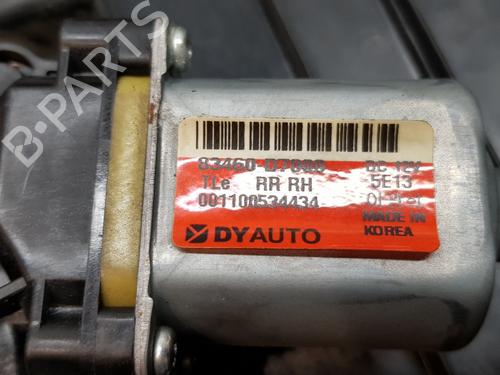 B-PARTS
83460-D7000 DC 12V
TLe RR RH 5E13
001100534434
DYAUTO
MADE IN
KOREA